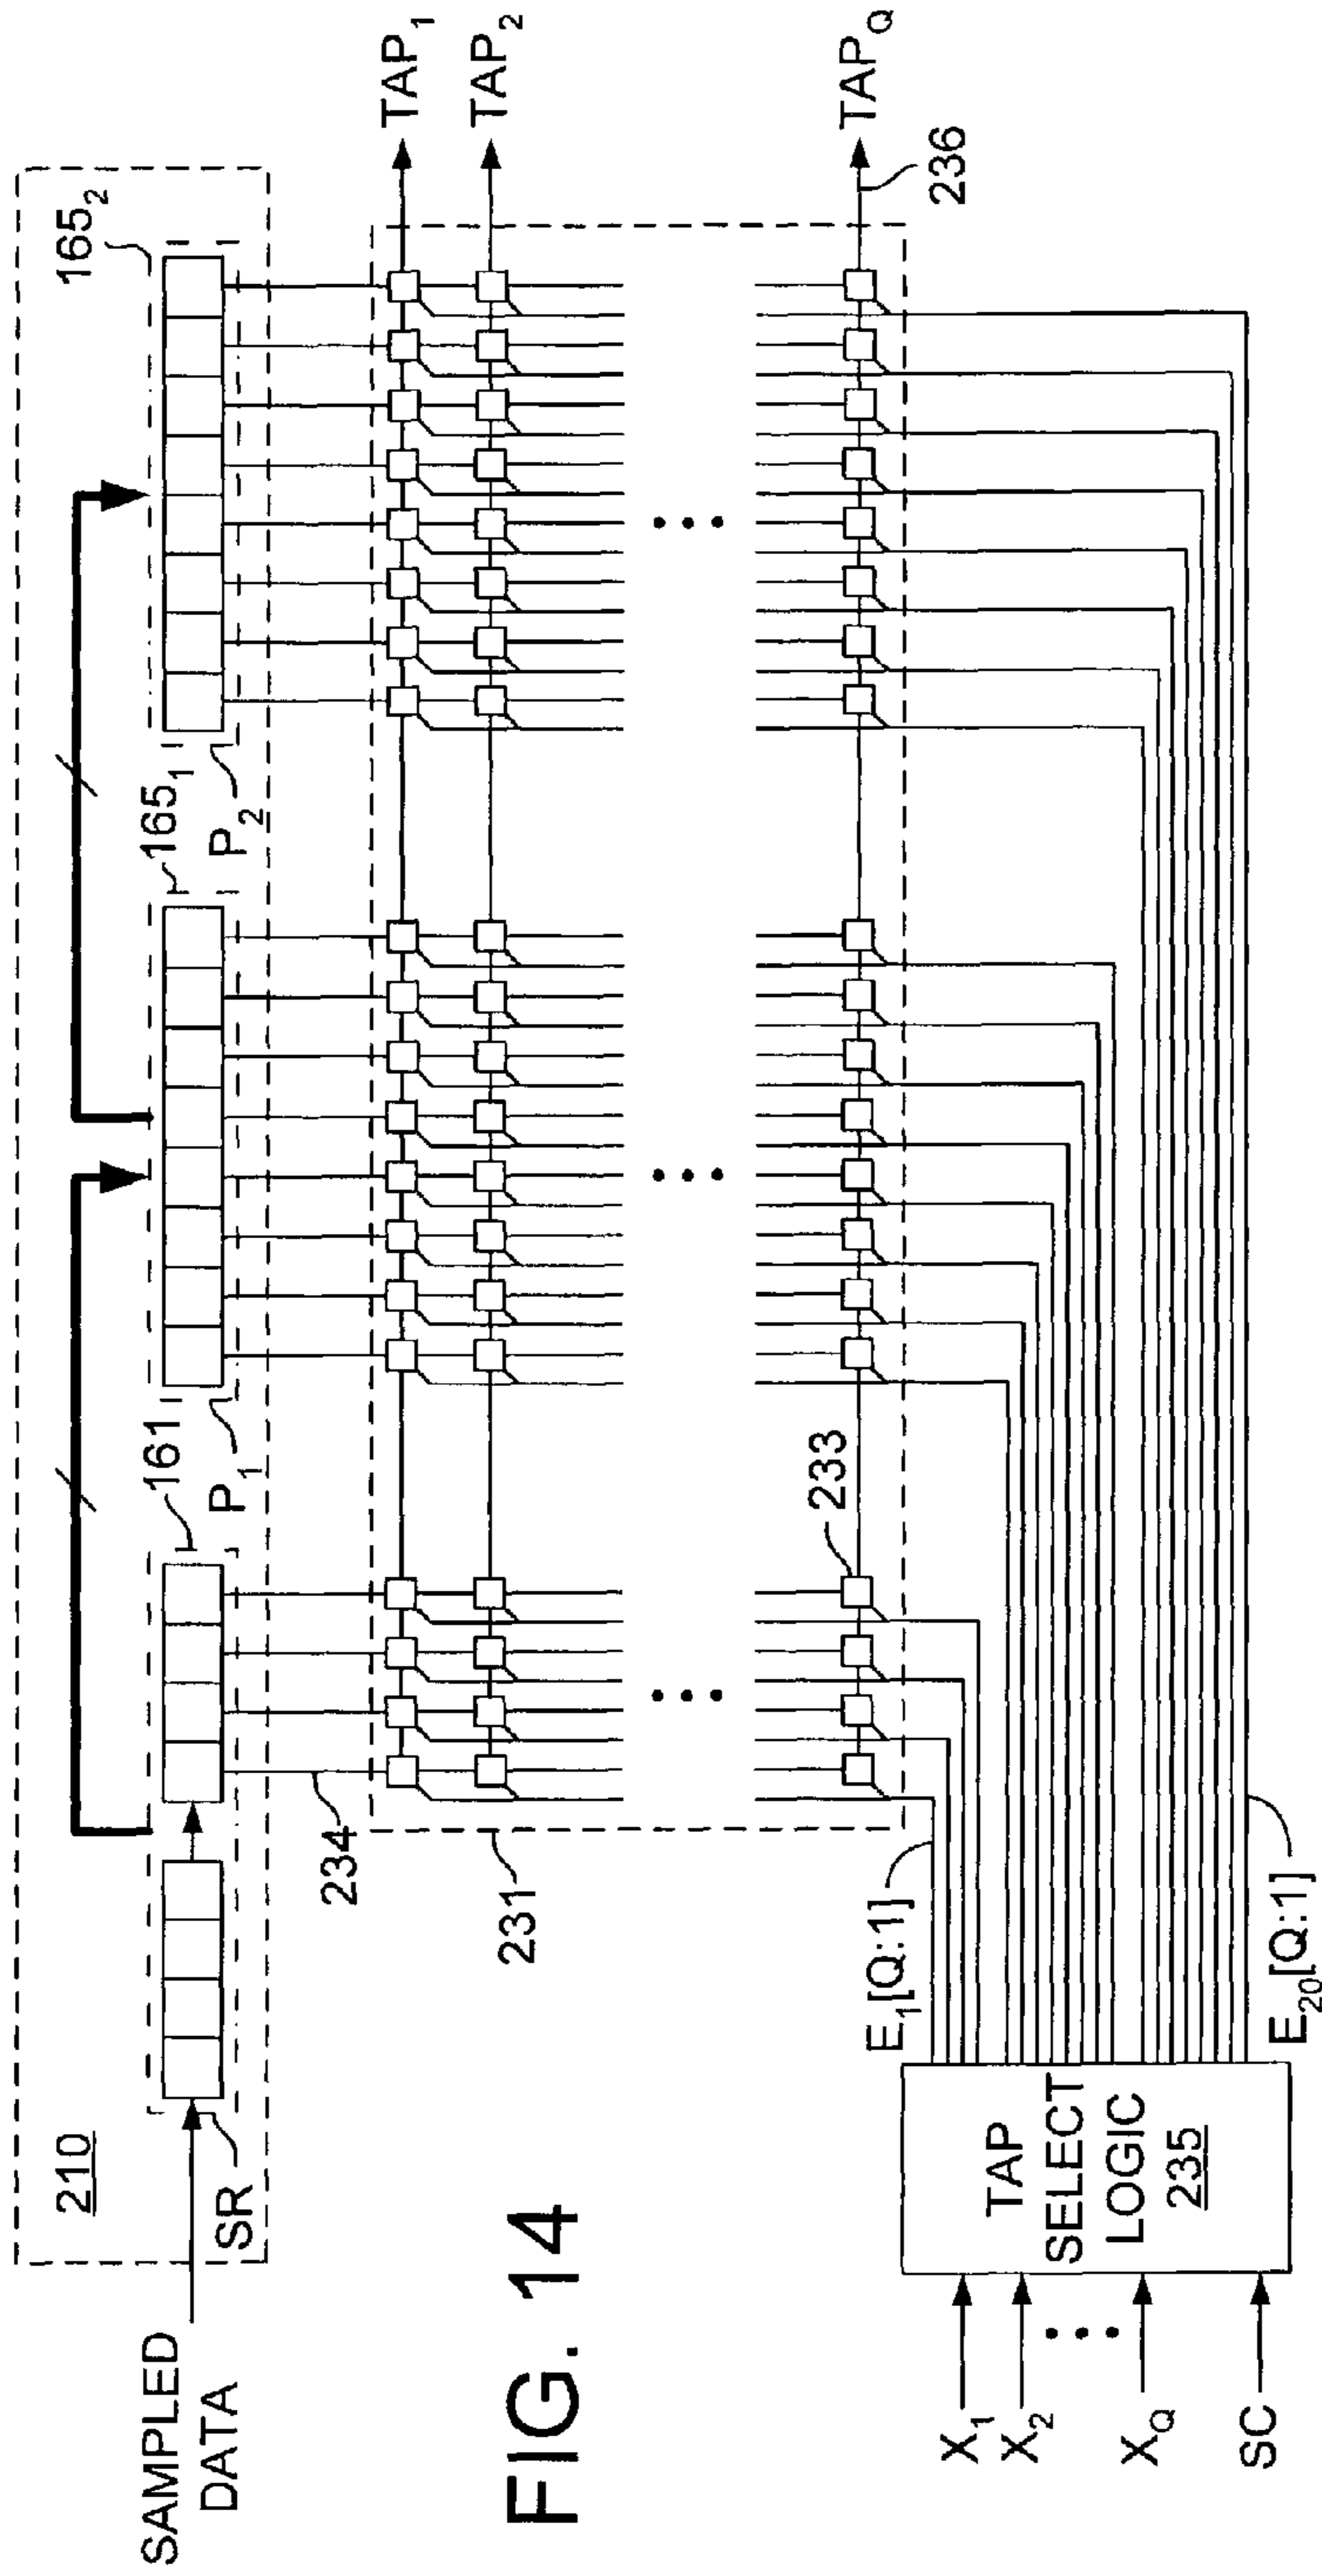 210
SR
SAMPLED
DATA
161
P1
1651
P2
1652
TAP1
TAP2
TAPQ
236
234
231
233
E1[Q:1]
E20[Q:1]
TAP
SELECT
LOGIC
235
X1
X2
XQ
SC
FIG. 14